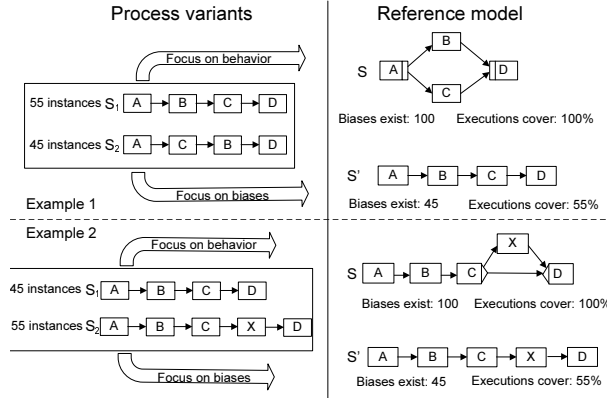 Process variants
Reference model
Focus on behavior
55 instances S1 A B C D
45 instances S2 A C B D
Focus on biases
Example 1
B
S A D
C
Biases exist: 100 Executions cover: 100%
S' A B C D
Biases exist: 45 Executions cover: 55%
Example 2
Focus on behavior
45 instances S1 A B C D
55 instances S2 A B C X D
Focus on biases
X
S A B C D
Biases exist: 100 Executions cover: 100%
S' A B C X D
Biases exist: 45 Executions cover: 55%